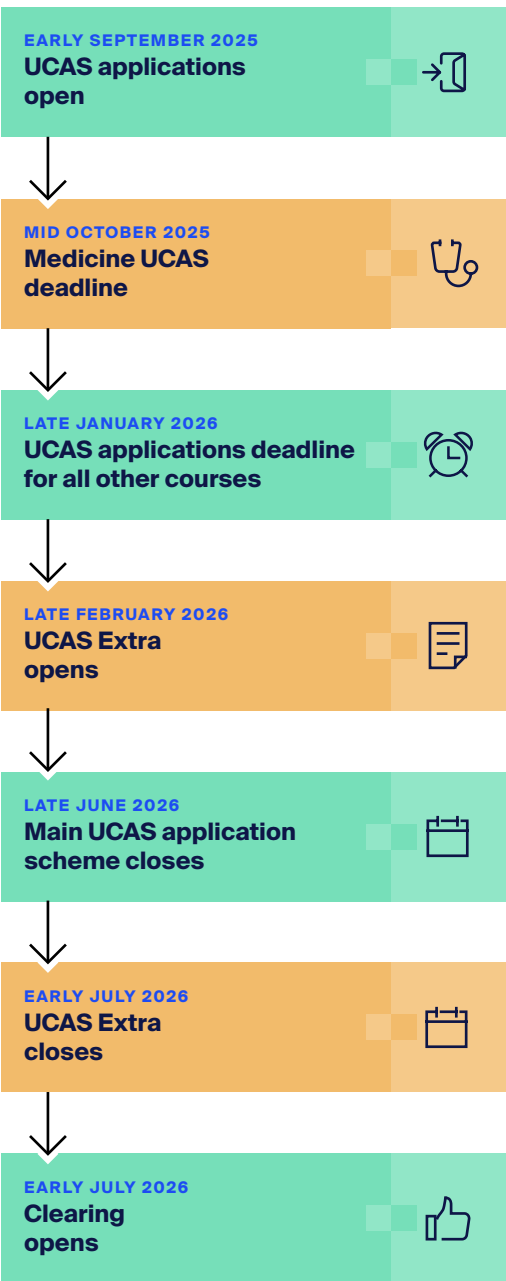 EARLY SEPTEMBER 2025
UCAS applications
open
MID OCTOBER 2025
Medicine UCAS
deadline
LATE JANUARY 2026
UCAS applications deadline
for all other courses
LATE FEBRUARY 2026
UCAS Extra
opens
LATE JUNE 2026
Main UCAS application
scheme closes
EARLY JULY 2026
UCAS Extra
closes
EARLY JULY 2026
Clearing
opens